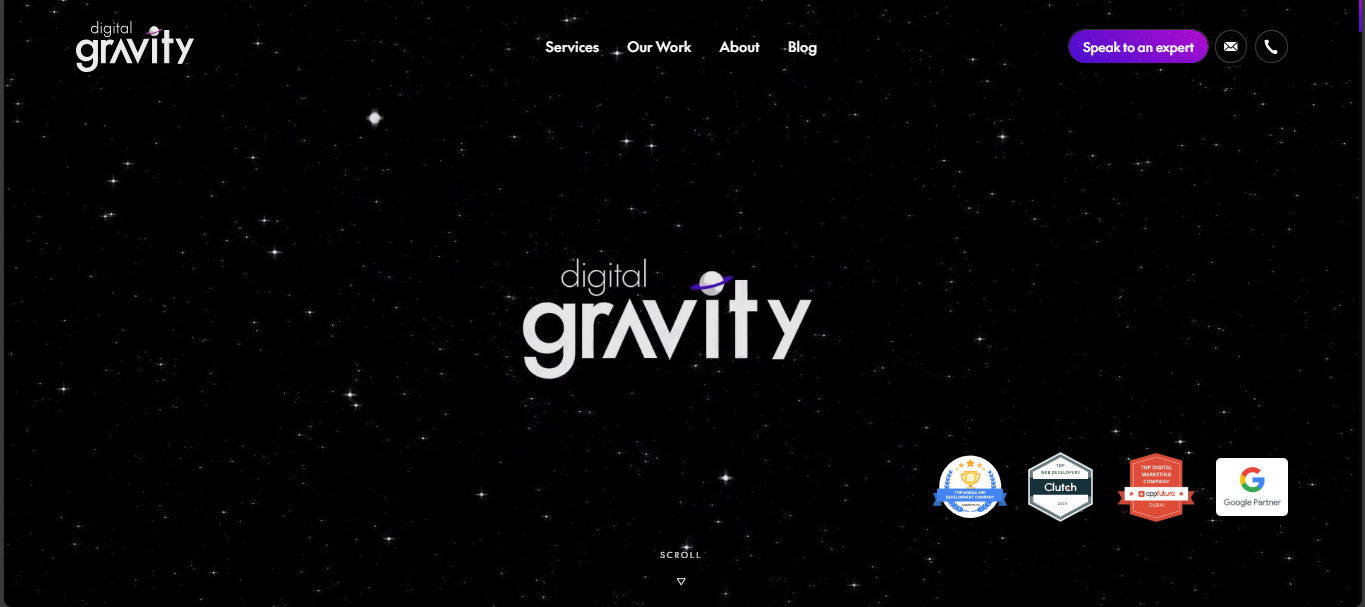 digital
gravity
Services
Our Work
About
Blog
Speak to an expert
digital
gravity
TOP MOBILE APP
DEVELOPMENT COMPANY
TOP
WEB DEVELOPERS
Clutch
TOP DIGITAL
MARKETING
COMPANY
appfutura
DUBAI
Google Partner
SCROLL